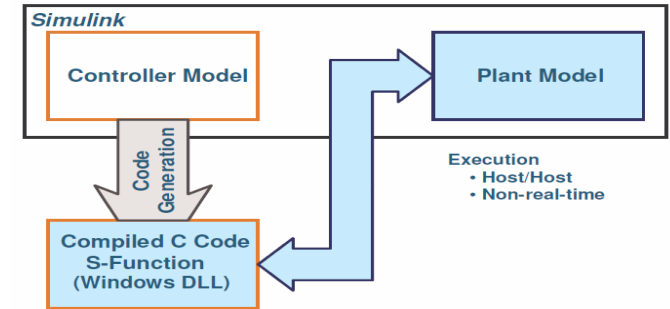 Simulink
Controller Model
Plant Model
Code
Generation
Execution
• Host/Host
• Non-real-time
Compiled C Code
S-Function
(Windows DLL)